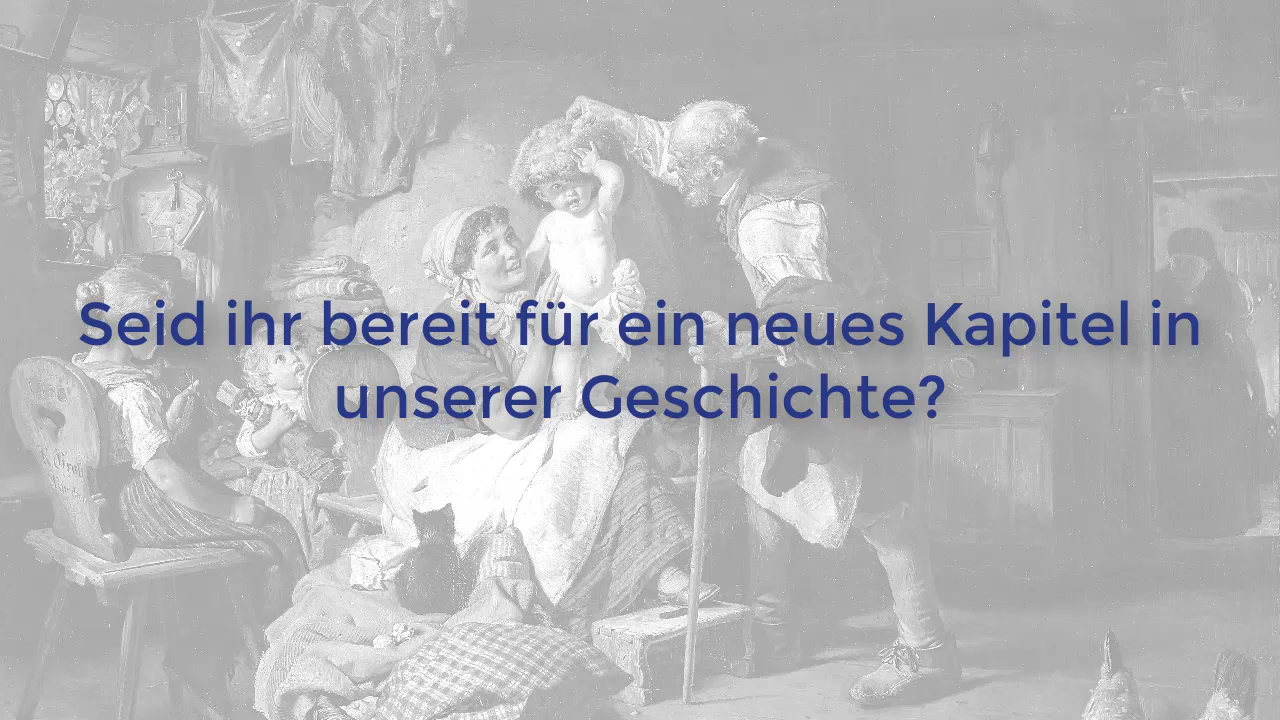 Seid ihr bereit für ein neues Kapitel in
unserer Geschichte?